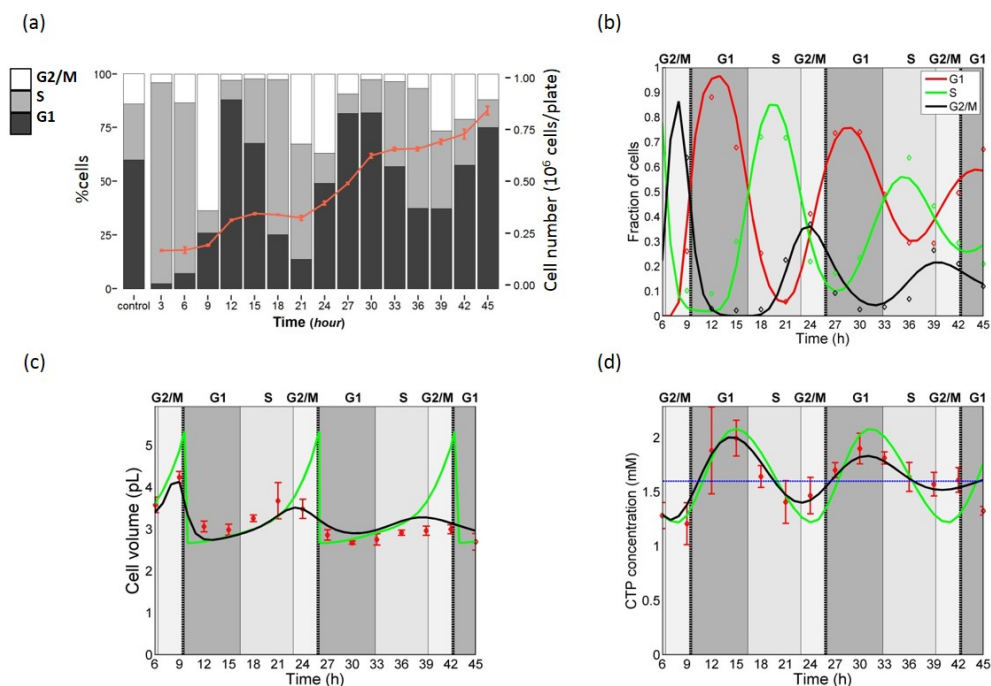 (a)
G2/M
S
G1
%cells
100
75
50
25
0
1.00
0.75
0.50
0.25
0.00
Cell number (10⁶ cells/plate)
control 3 6 9 12 15 18 21 24 27 30 33 36 39 42 45
Time (hour)
(b)
G2/M G1 S G2/M G1 S G2/M G1
G1
S
G2/M
Fraction of cells
1
0.9
0.8
0.7
0.6
0.5
0.4
0.3
0.2
0.1
0
6 9 12 15 18 21 24 27 30 33 36 39 42 45
Time (h)
(c)
G2/M G1 S G2/M G1 S G2/M G1
Cell volume (pL)
5
4
3
2
1
0
6 9 12 15 18 21 24 27 30 33 36 39 42 45
Time (h)
(d)
G2/M G1 S G2/M G1 S G2/M G1
CTP concentration (mM)
2
1.5
1
0.5
0
6 9 12 15 18 21 24 27 30 33 36 39 42 45
Time (h)